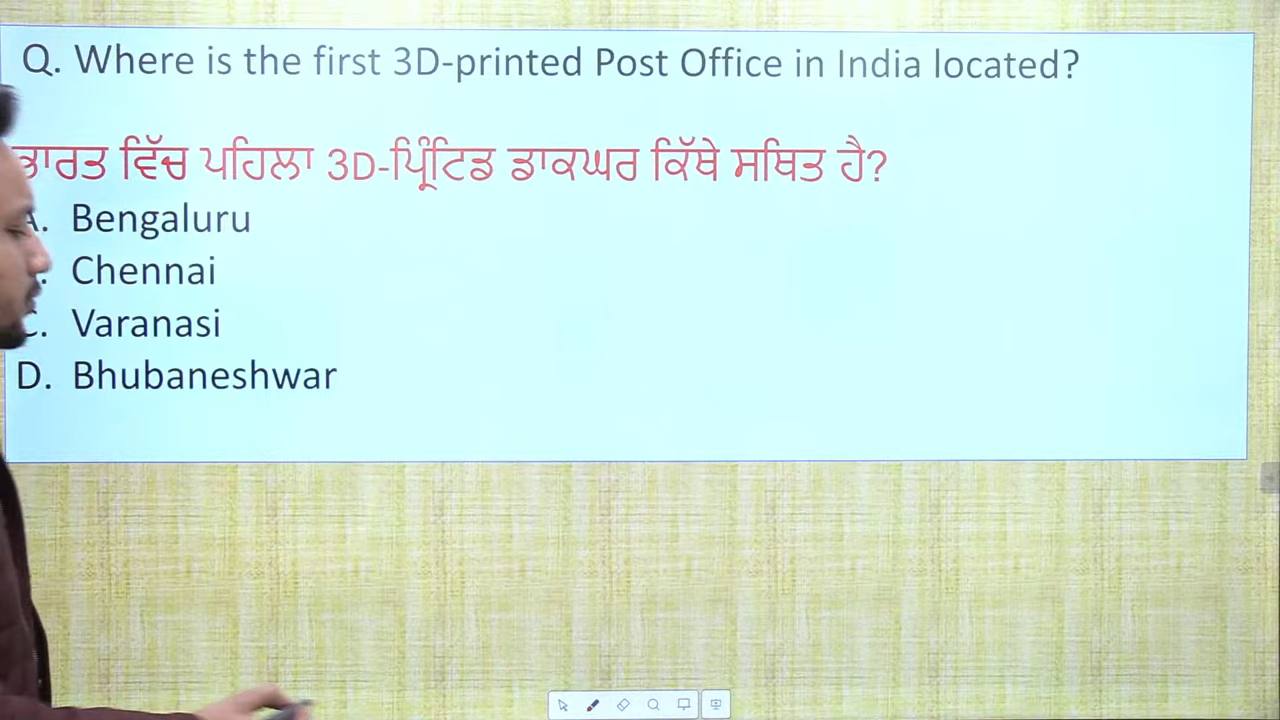 Q. Where is the first 3D-printed Post Office in India located?
ਭਾਰਤ ਵਿੱਚ ਪਹਿਲਾ 3D-ਪ੍ਰਿੰਟਿਡ ਡਾਕਘਰ ਕਿੱਥੇ ਸਥਿਤ ਹੈ?
A. Bengaluru
Chennai
C. Varanasi
D. Bhubaneshwar